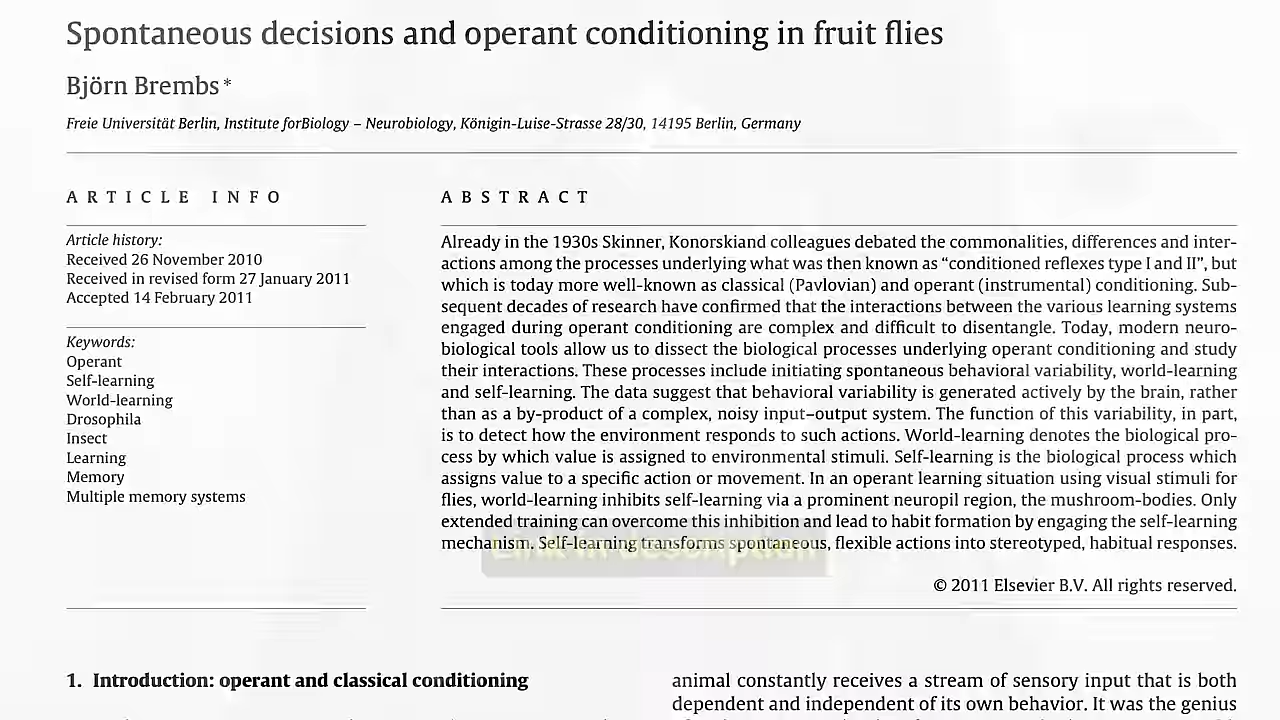 Spontaneous decisions and operant conditioning in fruit flies
Björn Brembs*
Freie Universität Berlin, Institute forBiology – Neurobiology, Königin-Luise-Strasse 28/30, 14195 Berlin, Germany
ARTICLE INFO
Article history:
Received 26 November 2010
Received in revised form 27 January 2011
Accepted 14 February 2011
Keywords:
Operant
Self-learning
World-learning
Drosophila
Insect
Learning
Memory
Multiple memory systems
ABSTRACT
Already in the 1930s Skinner, Konorskiand colleagues debated the commonalities, differences and inter-
actions among the processes underlying what was then known as “conditioned reflexes type I and II”, but
which is today more well-known as classical (Pavlovian) and operant (instrumental) conditioning. Sub-
sequent decades of research have confirmed that the interactions between the various learning systems
engaged during operant conditioning are complex and difficult to disentangle. Today, modern neuro-
biological tools allow us to dissect the biological processes underlying operant conditioning and study
their interactions. These processes include initiating spontaneous behavioral variability, world-learning
and self-learning. The data suggest that behavioral variability is generated actively by the brain, rather
than as a by-product of a complex, noisy input–output system. The function of this variability, in part,
is to detect how the environment responds to such actions. World-learning denotes the biological pro-
cess by which value is assigned to environmental stimuli. Self-learning is the biological process which
assigns value to a specific action or movement. In an operant learning situation using visual stimuli for
flies, world-learning inhibits self-learning via a prominent neuropil region, the mushroom-bodies. Only
extended training can overcome this inhibition and lead to habit formation by engaging the self-learning
mechanism. Self-learning transforms spontaneous, flexible actions into stereotyped, habitual responses.
Link in description
© 2011 Elsevier B.V. All rights reserved.
1. Introduction: operant and classical conditioning
animal constantly receives a stream of sensory input that is both
dependent and independent of its own behavior. It was the genius